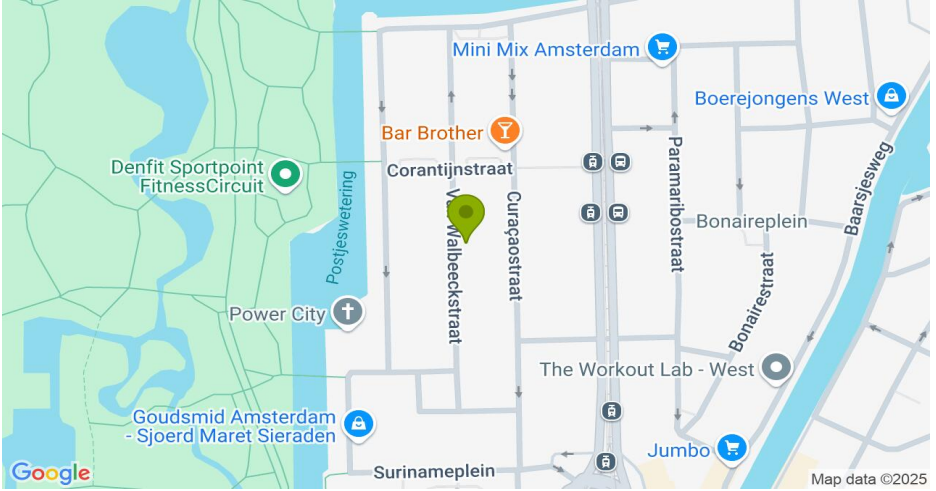 Mini Mix Amsterdam
Boerejongens West
Bar Brother
Denfit Sportpoint
FitnessCircuit
Corantijnstraat
Postjeswetering
Van Walbeeckstraat
Curaçaostraat
Paramaribostraat
Bonaireplein
Baarsjesweg
Bonairestraat
Power City
The Workout Lab - West
Goudsmid Amsterdam
- Sjoerd Maret Sieraden
Jumbo
Surinameplein
Google
Map data ©2025